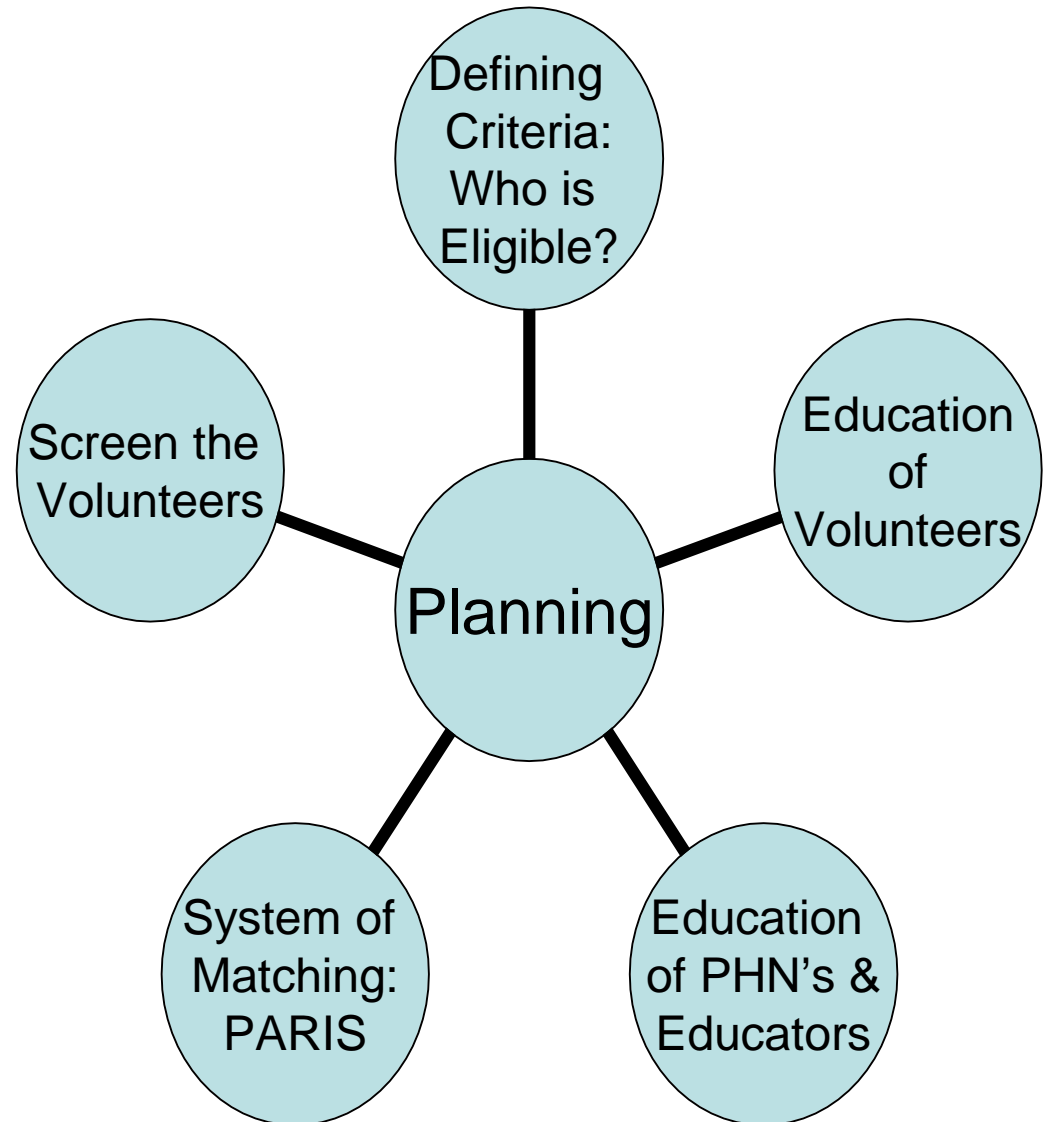 Defining
Criteria:
Who is
Eligible?
Screen the
Volunteers
Education
of
Volunteers
Planning
System of
Matching:
PARIS
Education
of PHN’s &
Educators